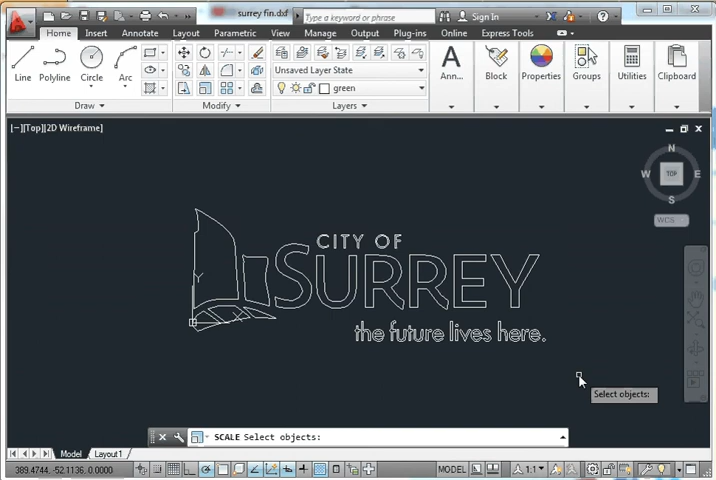 surrey fin.dxf
Type a keyword or phrase
Sign In
Home Insert Annotate Layout Parametric View Manage Output Plug-ins Online Express Tools
Unsaved Layer State
green
Line Polyline Circle Arc
Ann... Block Properties Groups Utilities Clipboard
Draw Modify Layers
[−][Top][2D Wireframe]
N
W TOP E
S
WCS
CITY OF
SURREY
the future lives here.
Y
X
Select objects:
SCALE Select objects:
Model Layout1
389.4744, -52.1136, 0.0000 MODEL 1:1